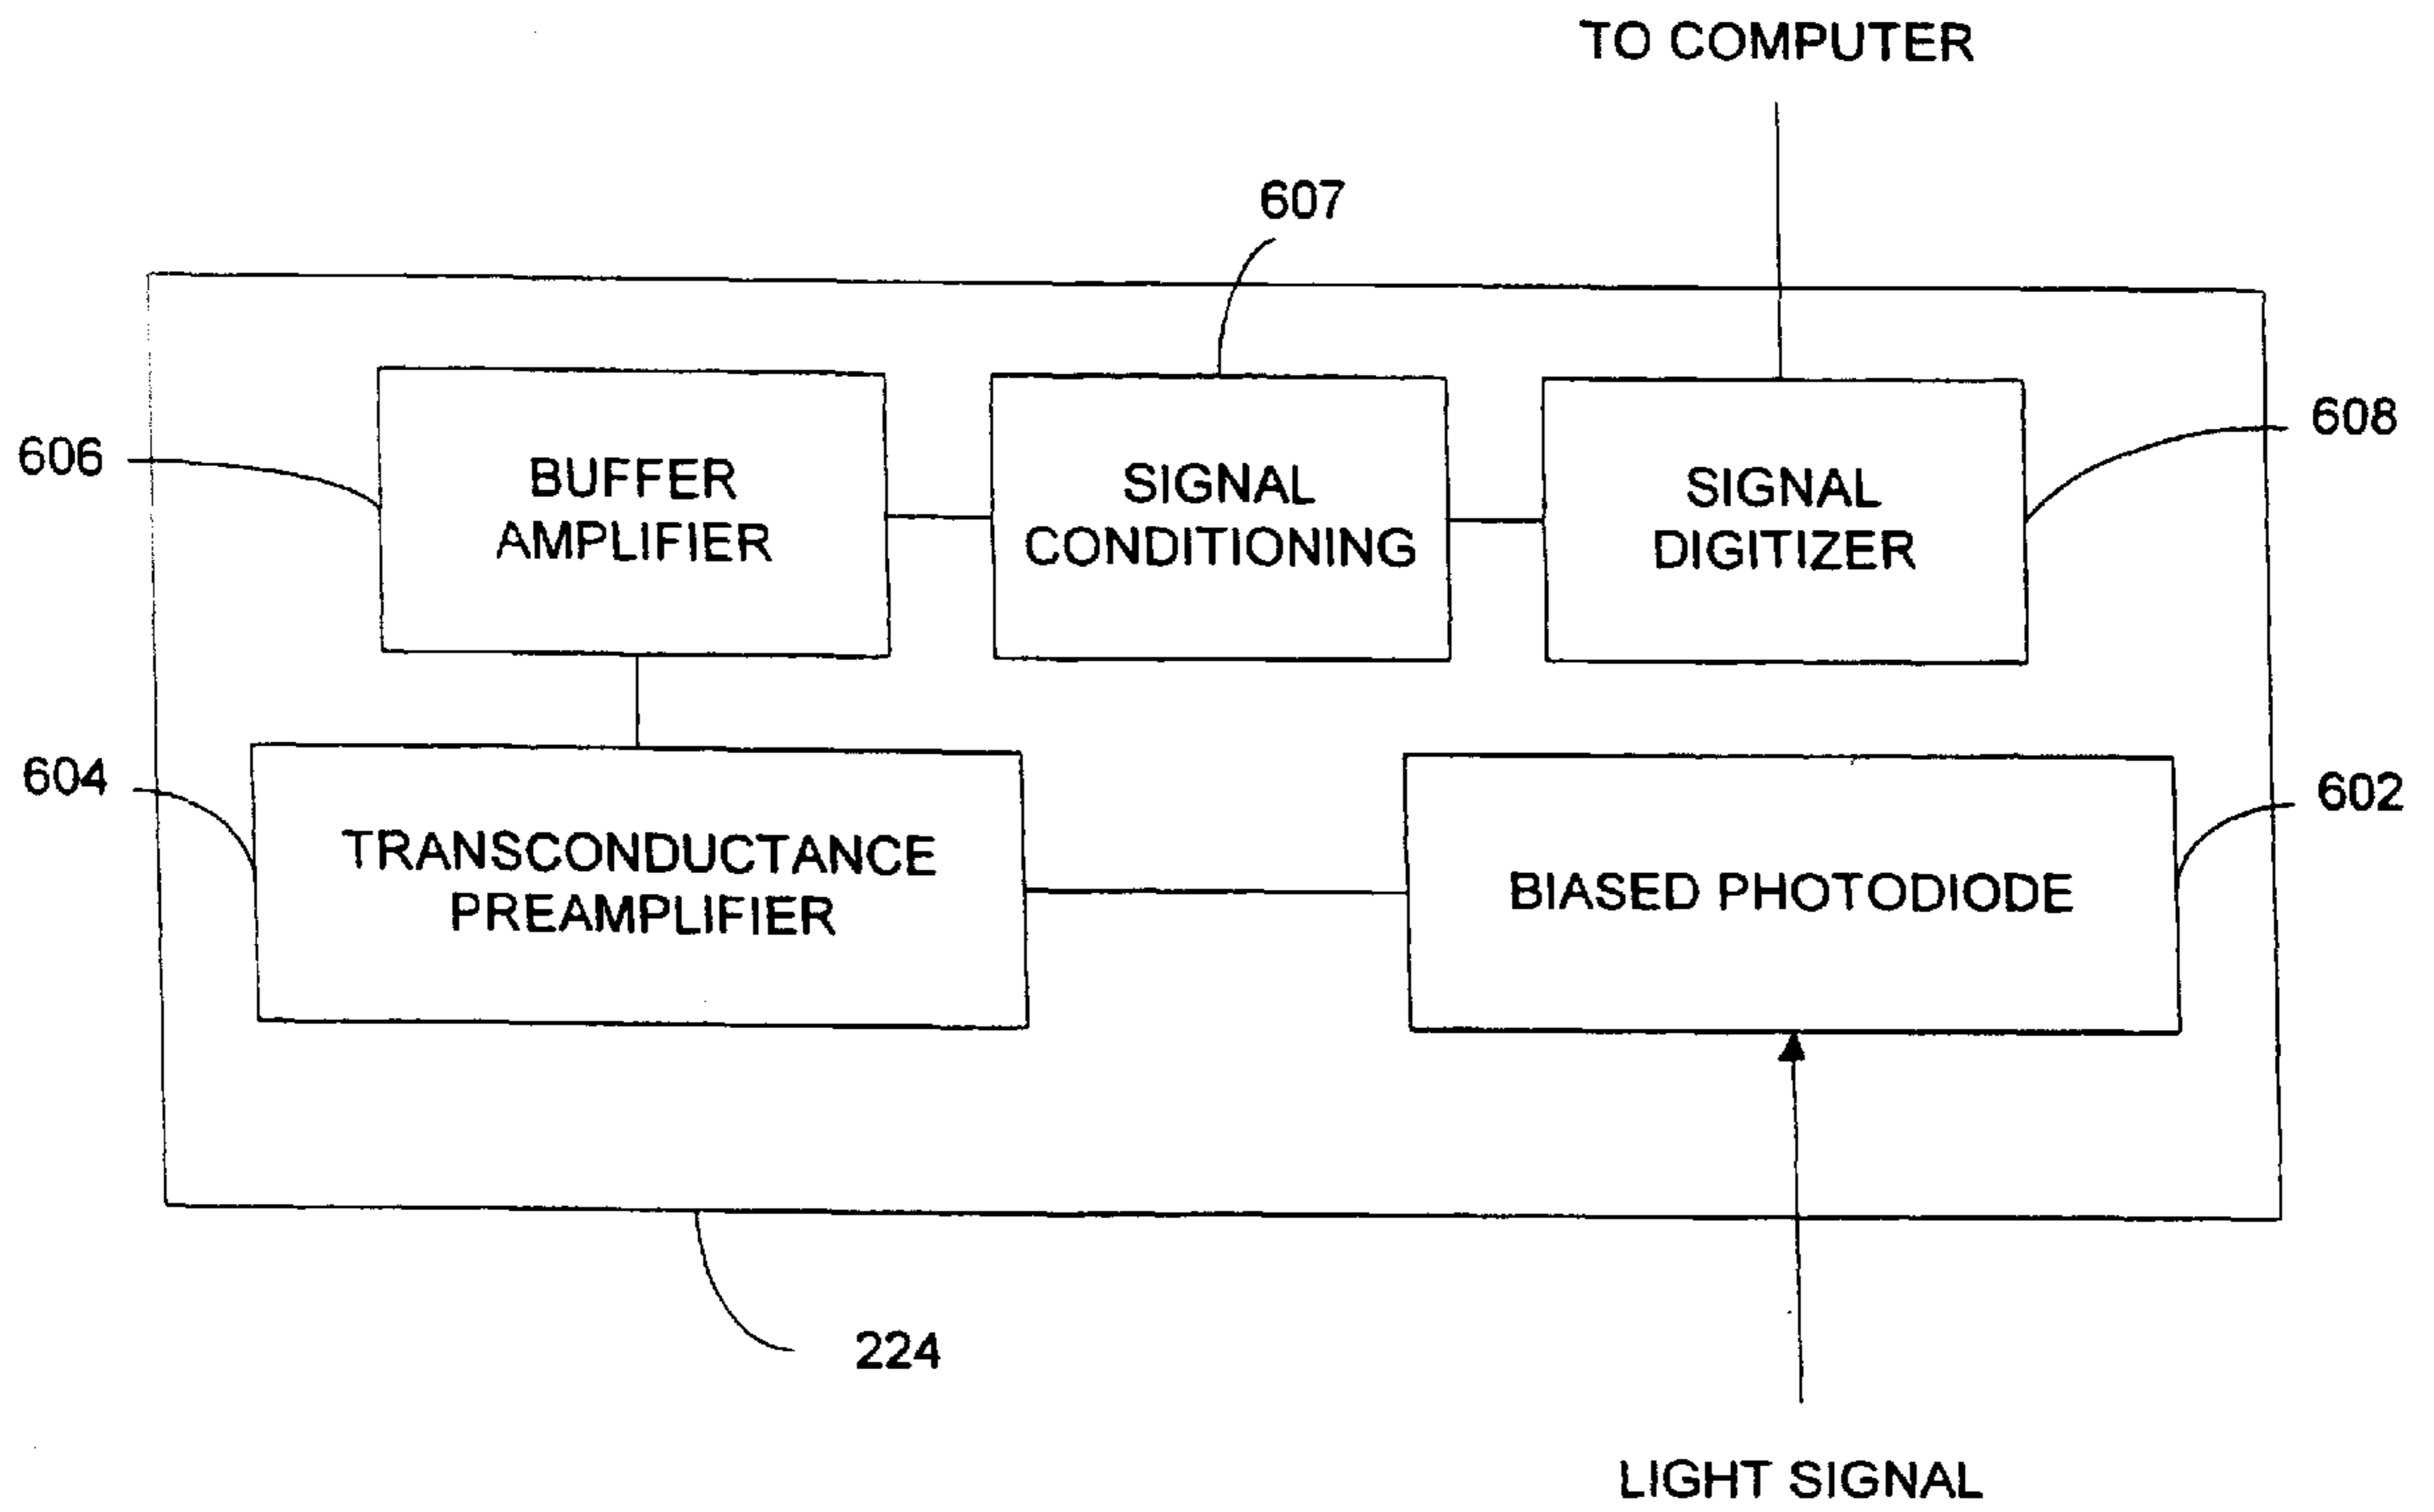 TO COMPUTER
607
606
BUFFER
AMPLIFIER
SIGNAL
CONDITIONING
SIGNAL
DIGITIZER
608
604
TRANSCONDUCTANCE
PREAMPLIFIER
BIASED PHOTODIODE
602
224
LIGHT SIGNAL